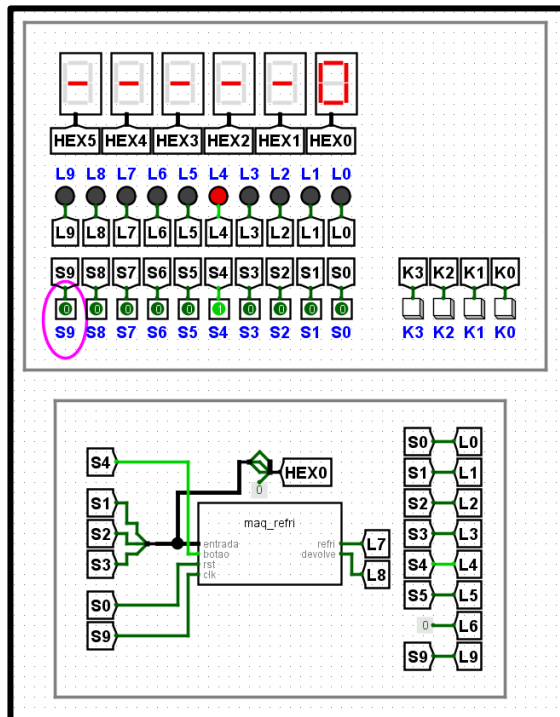 - - - - - 0
HEX5 HEX4 HEX3 HEX2 HEX1 HEX0
L9 L8 L7 L6 L5 L4 L3 L2 L1 L0
L9 L8 L7 L6 L5 L4 L3 L2 L1 L0
S9 S8 S7 S6 S5 S4 S3 S2 S1 S0
K3 K2 K1 K0
0 0 0 0 0 1 0 0 0 0
S9 S8 S7 S6 S5 S4 S3 S2 S1 S0
K3 K2 K1 K0
S4
S1
S2
S3
S0
S9
HEX0
0
maq_refri
entrada
botao
rst
clk
refri
devolve
L7
L8
S0 L0
S1 L1
S2 L2
S3 L3
S4 L4
S5 L5
0 L6
S9 L9